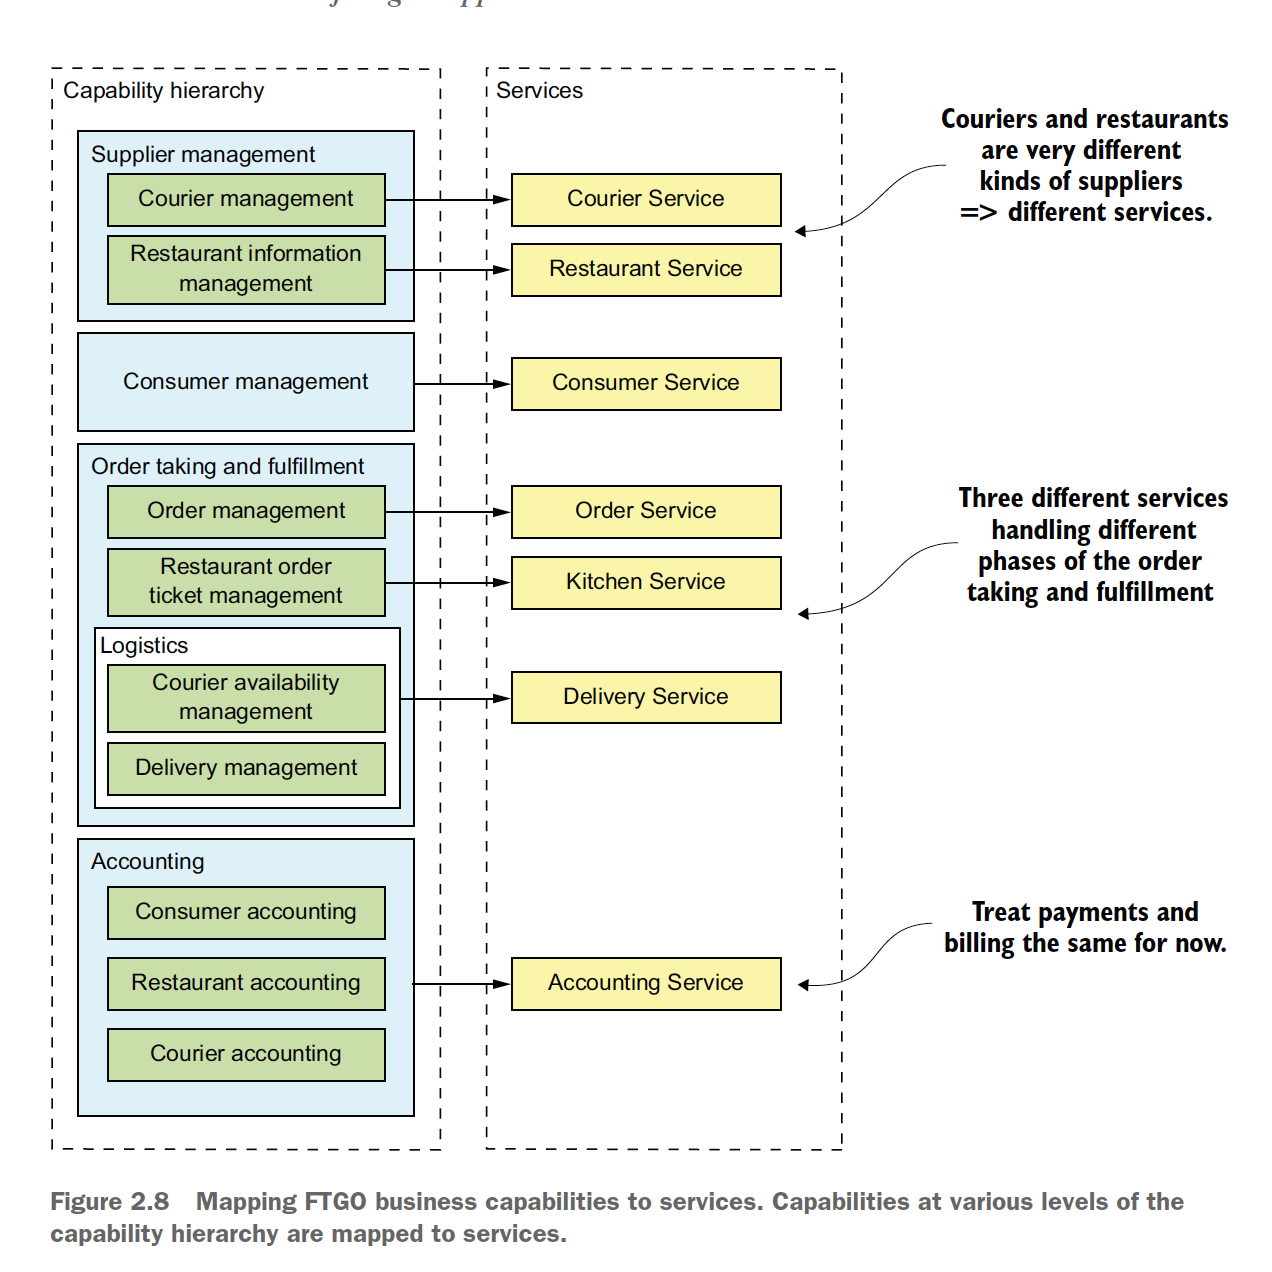 Capability hierarchy
Services
Supplier management
Courier management
Courier Service
Restaurant information
management
Restaurant Service
Couriers and restaurants
are very different
kinds of suppliers
=> different services.
Consumer management
Consumer Service
Order taking and fulfillment
Order management
Order Service
Restaurant order
ticket management
Kitchen Service
Three different services
handling different
phases of the order
taking and fulfillment
Logistics
Courier availability
management
Delivery Service
Delivery management
Accounting
Consumer accounting
Restaurant accounting
Accounting Service
Courier accounting
Treat payments and
billing the same for now.
Figure 2.8 Mapping FTGO business capabilities to services. Capabilities at various levels of the
capability hierarchy are mapped to services.